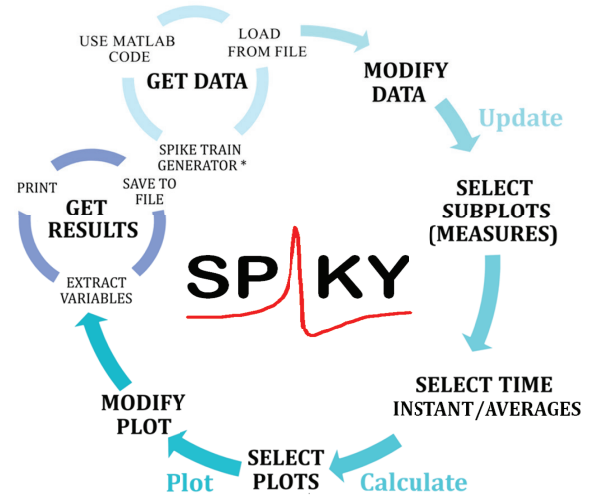 USE MATLAB
CODE
LOAD
FROM FILE
GET DATA
SPIKE TRAIN
GENERATOR *
MODIFY
DATA
Update
SELECT
SUBPLOTS
(MEASURES)
SELECT TIME
INSTANT/AVERAGES
Calculate
SELECT
PLOTS
Plot
MODIFY
PLOT
EXTRACT
VARIABLES
PRINT
SAVE TO
FILE
GET
RESULTS
SPIKY